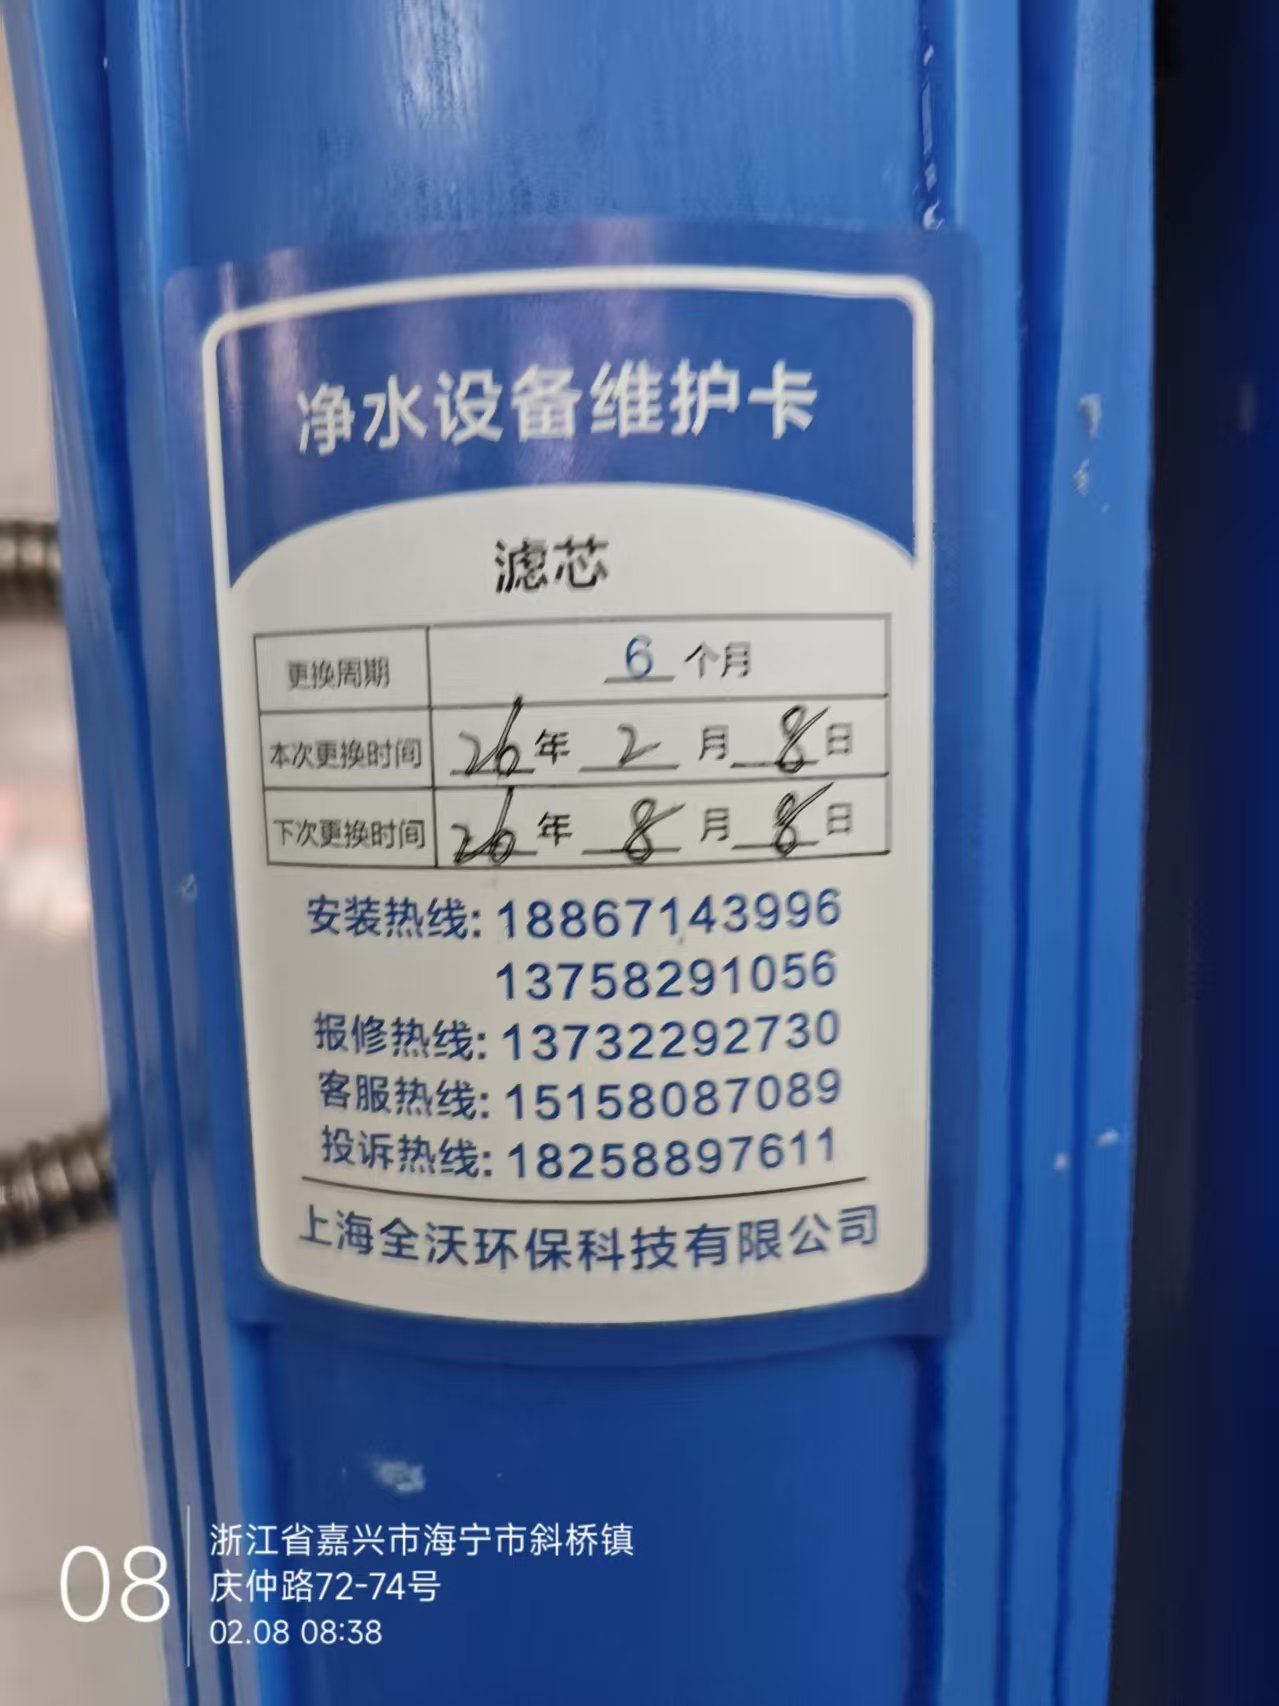 净水设备维护卡
滤芯
更换周期 6 个月
本次更换时间 26 年 2 月 8 日
下次更换时间 26 年 8 月 8 日
安装热线: 18867143996
13758291056
报修热线: 13732292730
客服热线: 15158087089
投诉热线: 18258897611
上海全沃环保科技有限公司
08
浙江省嘉兴市海宁市斜桥镇
庆仲路72-74号
02.08 08:38